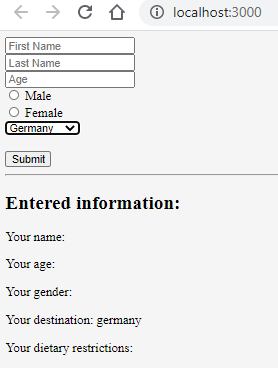 localhost:3000
First Name
Last Name
Age
Male
Female
Germany
Submit
Entered information:
Your name:
Your age:
Your gender:
Your destination: germany
Your dietary restrictions: